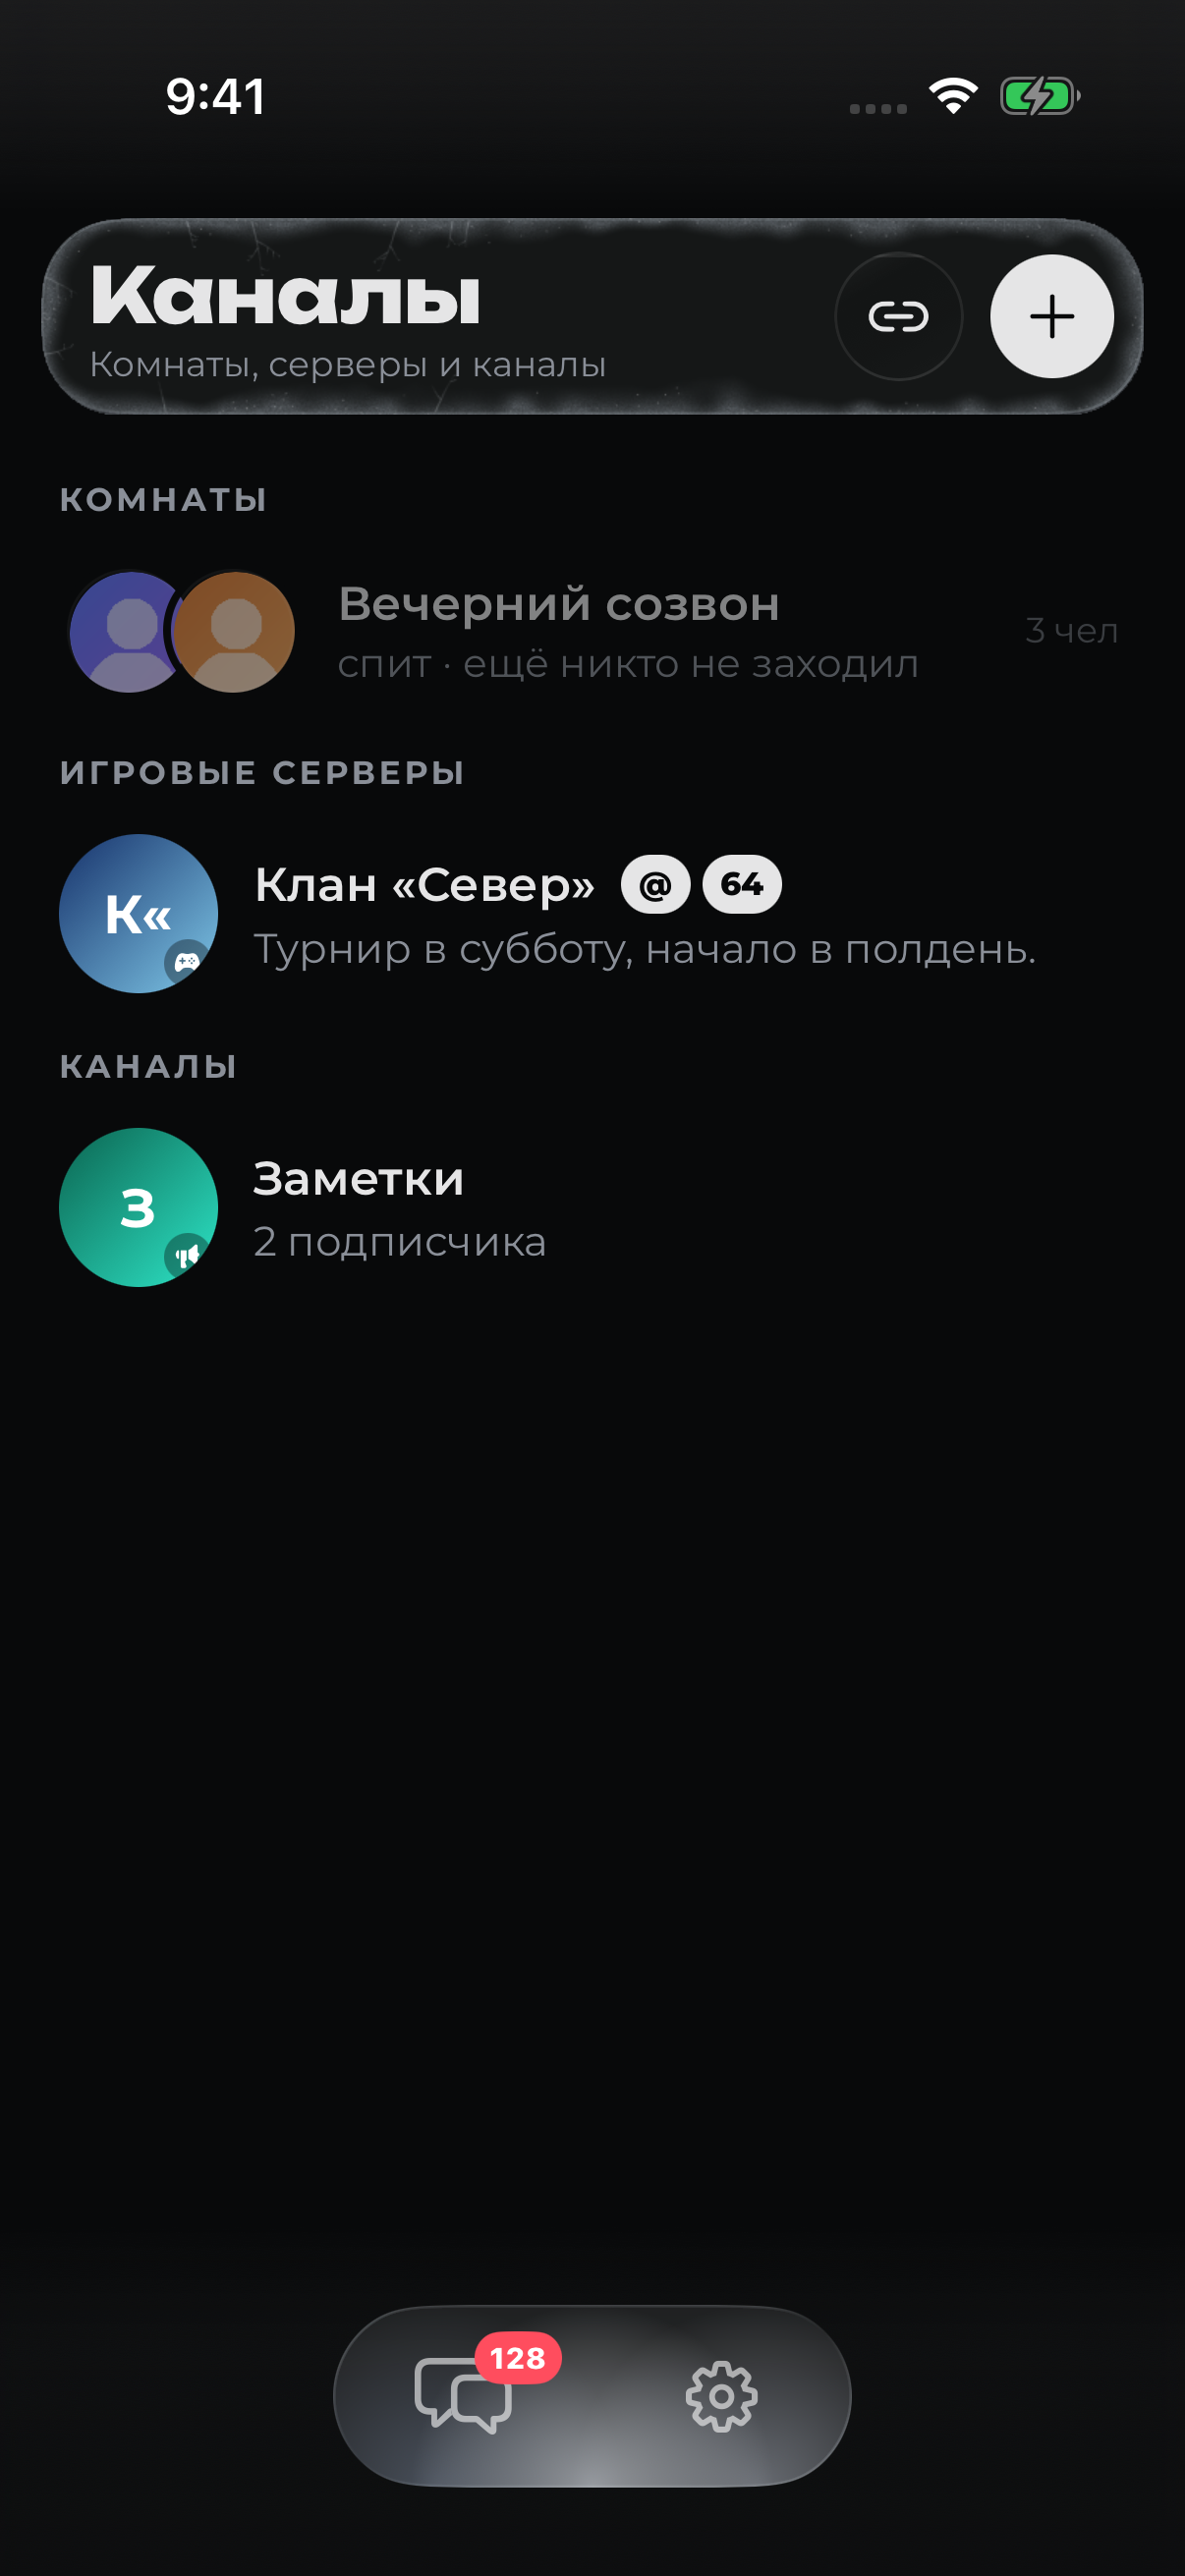 9:41
Каналы
Комнаты, серверы и каналы
КОМНАТЫ
Вечерний созвон
спит · ещё никто не заходил
3 чел
ИГРОВЫЕ СЕРВЕРЫ
К«
Клан «Север» @ 64
Турнир в субботу, начало в полдень.
КАНАЛЫ
З
Заметки
2 подписчика
128